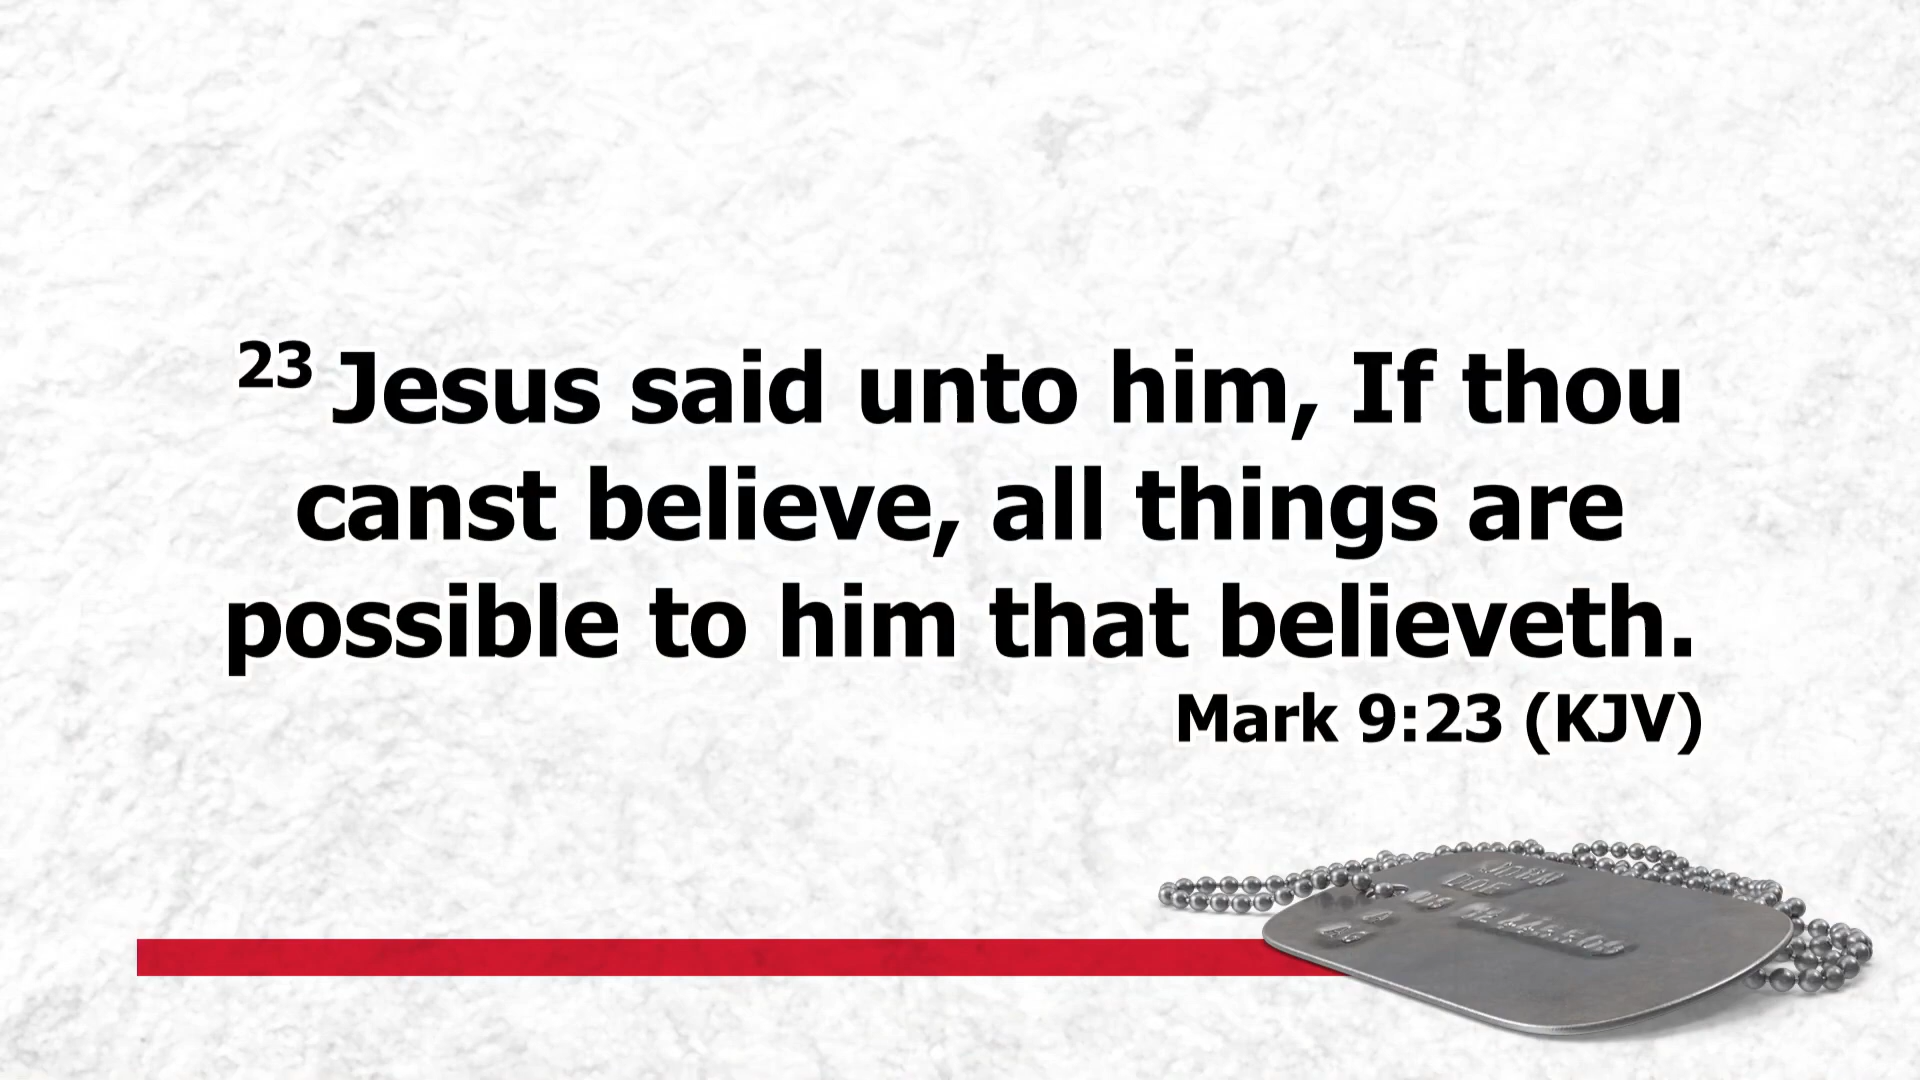 23 Jesus said unto him, If thou
canst believe, all things are
possible to him that believeth.
Mark 9:23 (KJV)
DOE